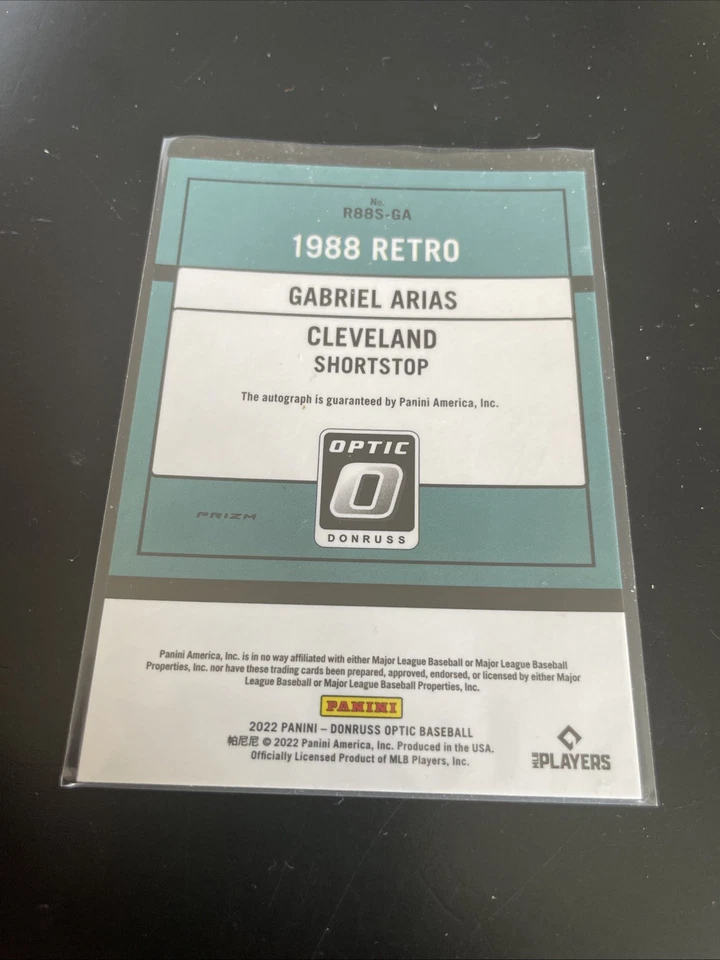 No.
R88S-GA
1988 RETRO
GABRiEL ARIAS
CLEVELAND
SHORTSTOP
The autograph is guaranteed by Panini America, Inc.
OPTIC
O
DONRUSS
PRIZM
Panini America, Inc. is in no way affiliated with either Major League Baseball or Major League Baseball
Properties, Inc. nor have these trading cards been prepared, approved, endorsed, or licensed by either Major
League Baseball or Major League Baseball Properties, Inc.
PANINI
2022 PANINI – DONRUSS OPTIC BASEBALL
帕尼尼 © 2022 Panini America, Inc. Produced in the USA.
Officially Licensed Product of MLB Players, Inc.
MLB PLAYERS